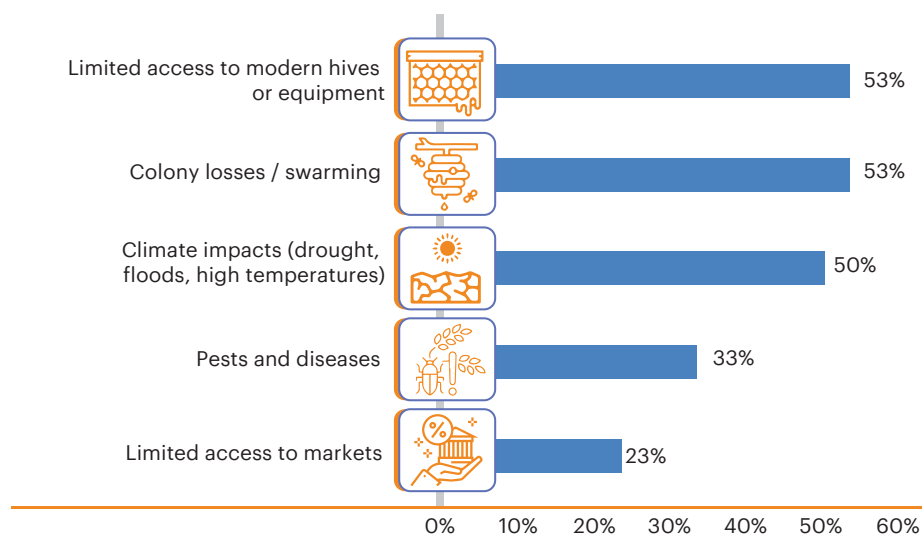 Limited access to modern hives
or equipment
53%
Colony losses / swarming
53%
Climate impacts (drought,
floods, high temperatures)
50%
Pests and diseases
33%
Limited access to markets
23%
%
0% 10% 20% 30% 40% 50% 60%